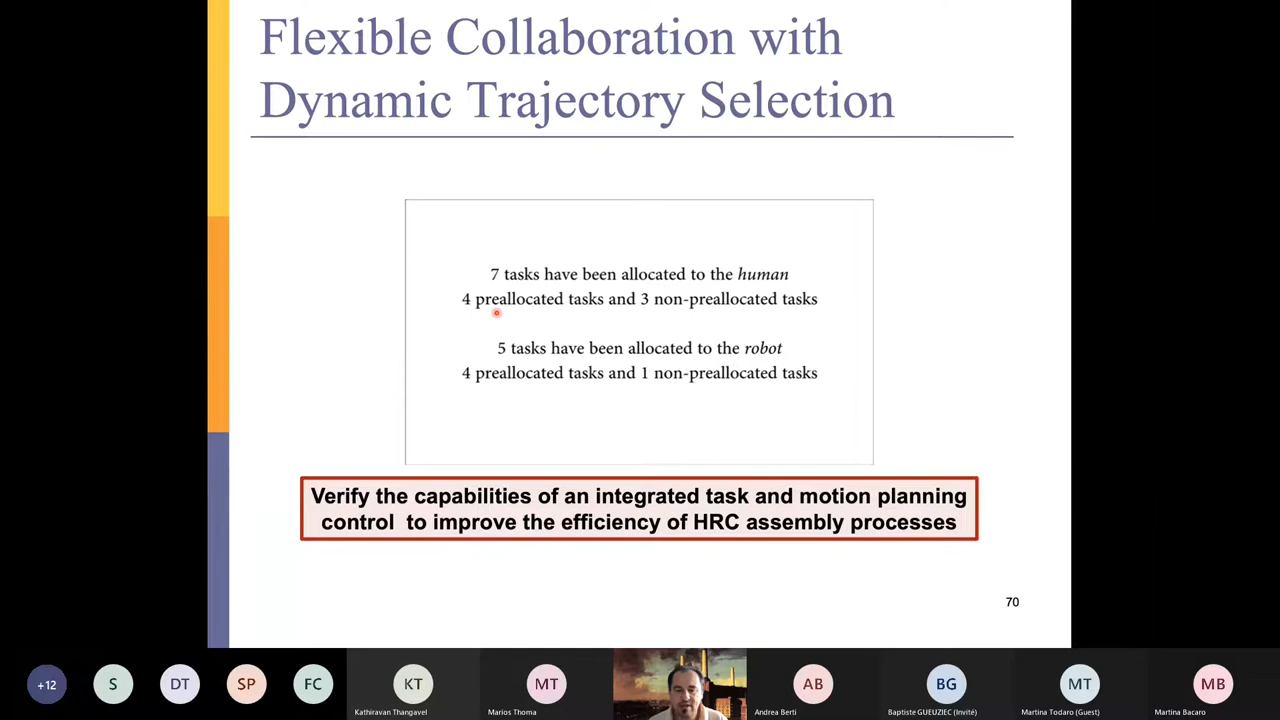 Flexible Collaboration with
Dynamic Trajectory Selection
7 tasks have been allocated to the human
4 preallocated tasks and 3 non-preallocated tasks
5 tasks have been allocated to the robot
4 preallocated tasks and 1 non-preallocated tasks
Verify the capabilities of an integrated task and motion planning
control to improve the efficiency of HRC assembly processes
70
+12
S
DT
SP
FC
KT
MT
AB
BG
MT
MB
Kathiravan Thangavel
Marios Thoma
Andrea Berti
Baptiste GUEUZIEC (Invité)
Martina Todaro (Guest)
Martina Bacaro